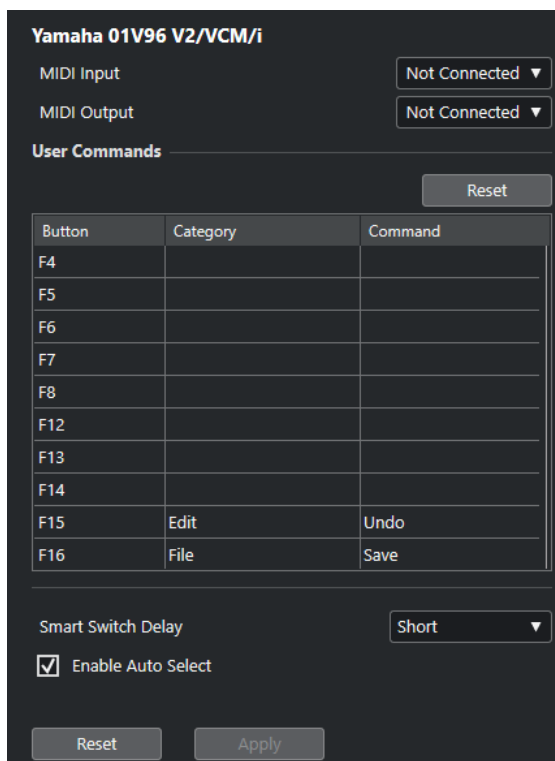 Yamaha 01V96 V2/VCM/i
MIDI Input Not Connected ▼
MIDI Output Not Connected ▼
User Commands
Reset
Button Category Command
F4
F5
F6
F7
F8
F12
F13
F14
F15 Edit Undo
F16 File Save
Smart Switch Delay Short ▼
Enable Auto Select
Reset Apply